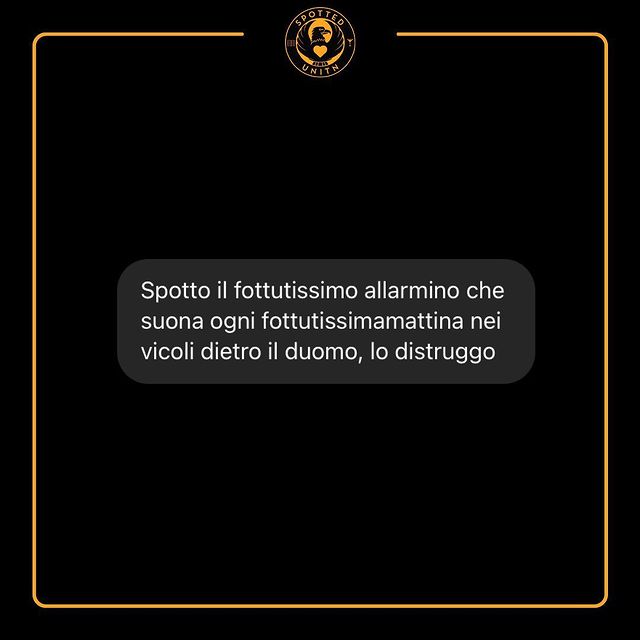 SPOTTED
UNITN
Spotto il fottutissimo allarmino che
suona ogni fottutissimamattina nei
vicoli dietro il duomo, lo distruggo